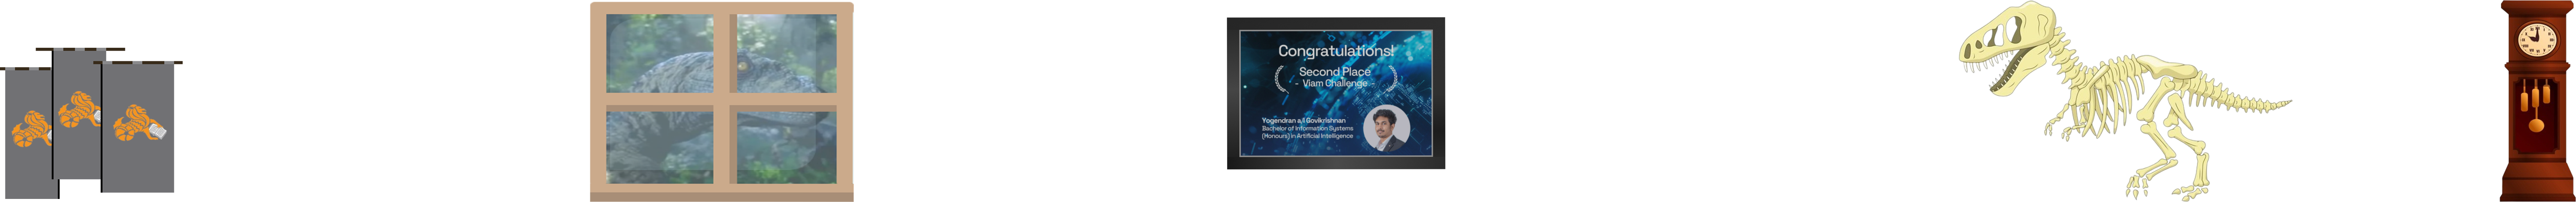 Congratulations!
Second Place
- Viam Challenge -
Yogendran a/l Govikrishnan
Bachelor of Information Systems
(Honours) in Artificial Intelligence